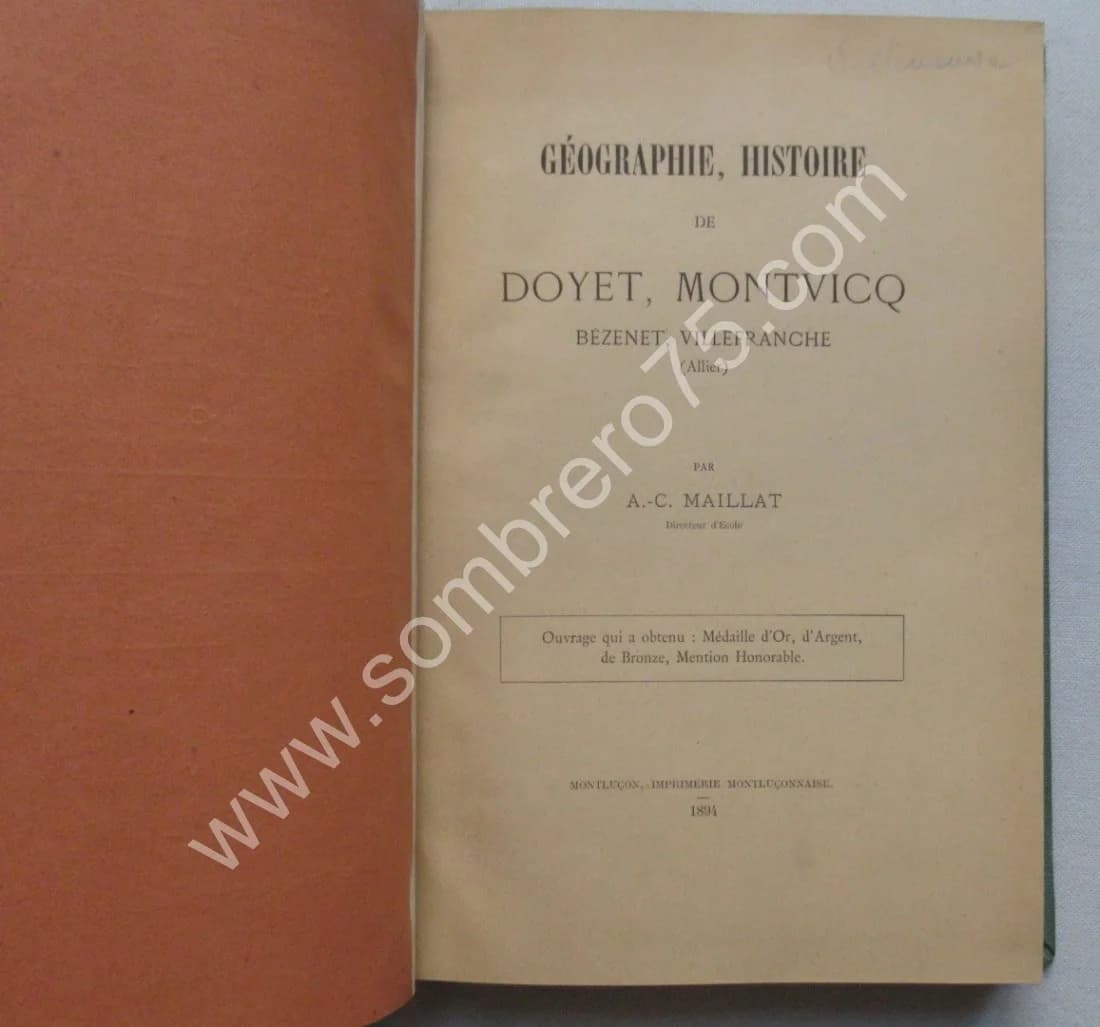 GÉOGRAPHIE, HISTOIRE
DE
DOYET, MONTVICQ
BÉZENET, VILLEFRANCHE
(Allier)
PAR
A.-C. MAILLAT
Directeur d'École
Ouvrage qui a obtenu : Médaille d'Or, d'Argent,
de Bronze, Mention Honorable.
MONTLUÇON, IMPRIMERIE MONTLUÇONNAISE.
1894
www.sombrero75.com